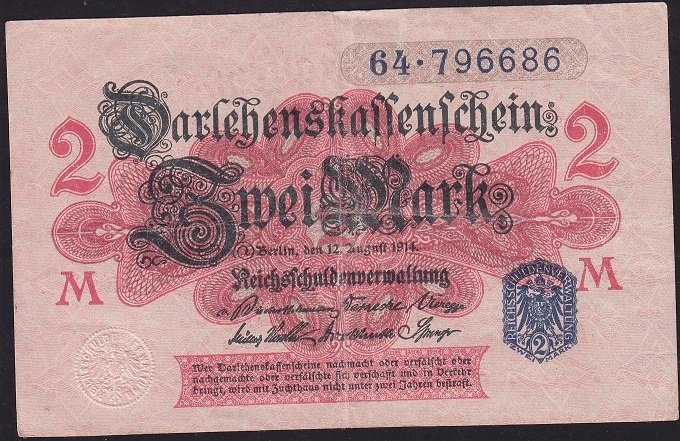 64·796686
Darlehenskassenschein
2 Zwei Mark. 2
Berlin, den 12. August 1914.
M Reichsschuldenverwaltung M
REICHSSCHULDENVERWALTUNG
2
ZWEI MARK
Wer Darlehenskassenscheine nachmacht oder verfälscht oder
nachgemachte oder verfälschte sich verschafft und in Verkehr
bringt, wird mit Zuchthaus nicht unter zwei Jahren bestraft.